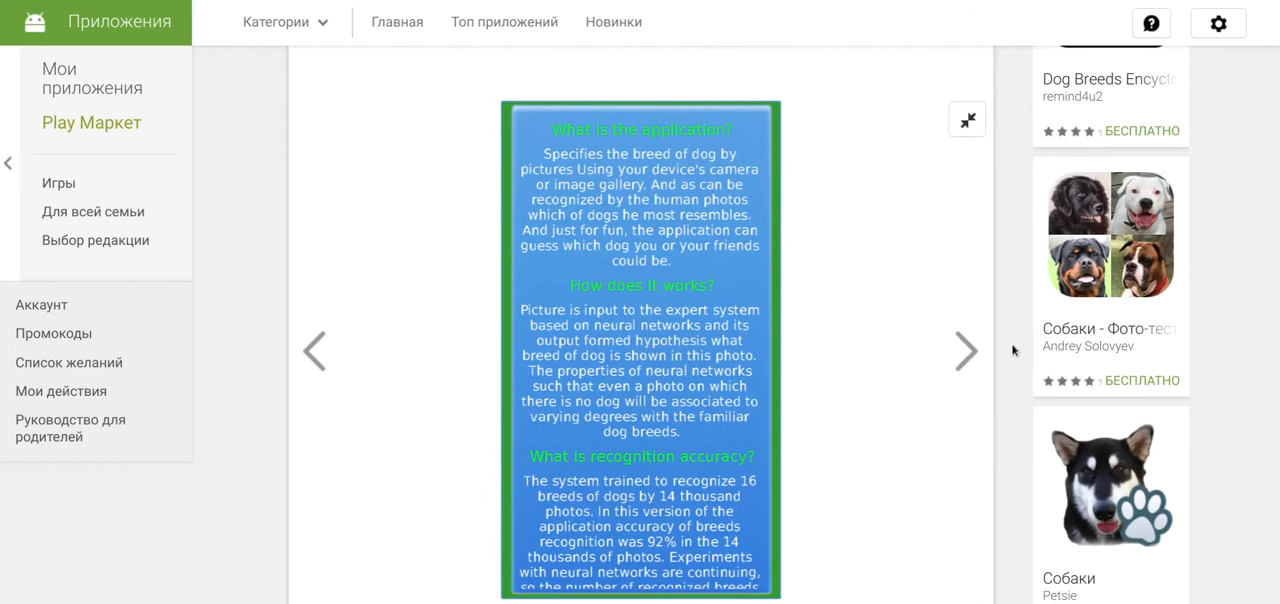 Приложения
Категории
Главная
Топ приложений
Новинки
Мои
приложения
Play Маркет
Игры
Для всей семьи
Выбор редакции
Аккаунт
Промокоды
Список желаний
Мои действия
Руководство для
родителей
What is the application?
Specifies the breed of dog by
pictures Using your device's camera
or image gallery. And as can be
recognized by the human photos
which of dogs he most resembles.
And just for fun, the application can
guess which dog you or your friends
could be.
How does it works?
Picture is input to the expert system
based on neural networks and its
output formed hypothesis what
breed of dog is shown in this photo.
The properties of neural networks
such that even a photo on which
there is no dog will be associated to
varying degrees with the familiar
dog breeds.
What is recognition accuracy?
The system trained to recognize 16
breeds of dogs by 14 thousand
photos. In this version of the
application accuracy of breeds
recognition was 92% in the 14
thousands of photos. Experiments
with neural networks are continuing,
so the number of recognized breeds
Dog Breeds Encyclo
remind4u2
БЕСПЛАТНО
Собаки - Фото-тест
Andrey Solovyev
БЕСПЛАТНО
Собаки
Petsie